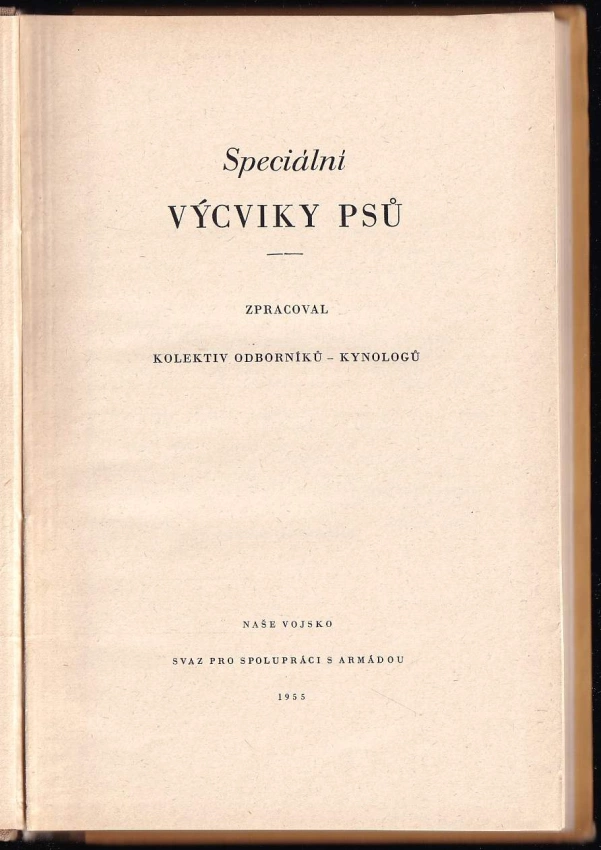 Speciální
VÝCVIKY PSŮ
ZPRACOVAL
KOLEKTIV ODBORNÍKŮ – KYNOLOGŮ
NAŠE VOJSKO
SVAZ PRO SPOLUPRÁCI S ARMÁDOU
1955